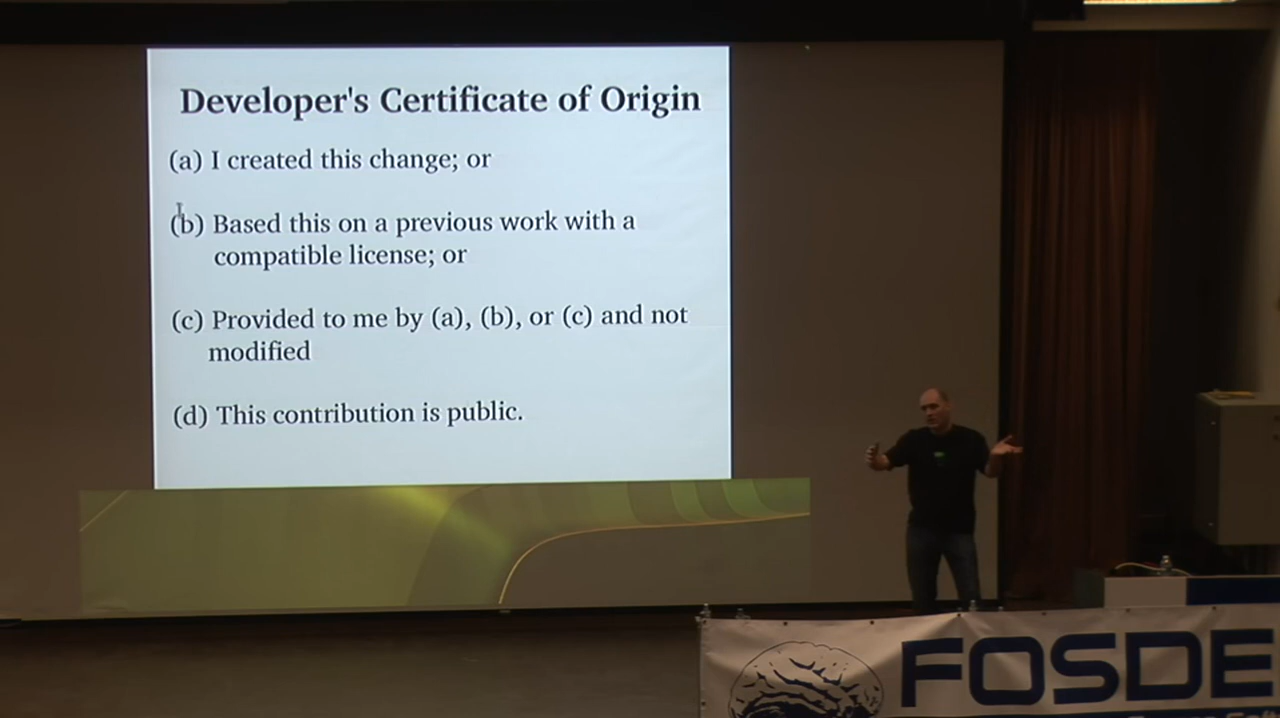 Developer's Certificate of Origin
(a) I created this change; or
(b) Based this on a previous work with a
compatible license; or
(c) Provided to me by (a), (b), or (c) and not
modified
(d) This contribution is public.
FOSDE